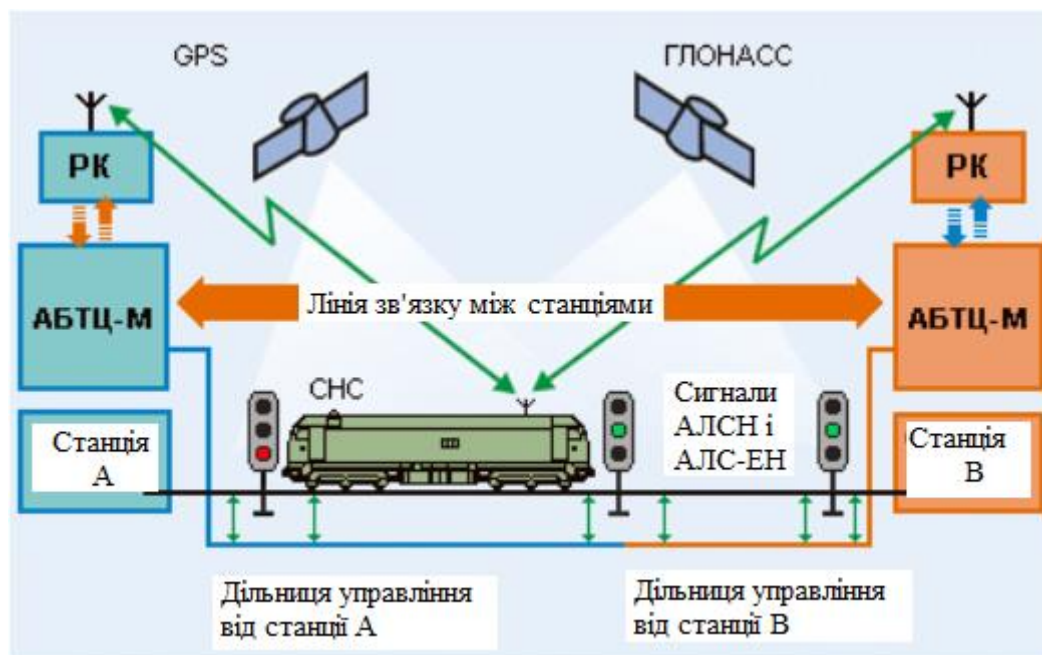 GPS
ГЛОНАСС
РК
РК
АБТЦ-М
Лінія зв'язку між станціями
АБТЦ-М
СНС
Сигнали
АЛСН і
АЛС-ЕН
Станція
А
Станція
В
Дільниця управління
від станції А
Дільниця управління
від станції В